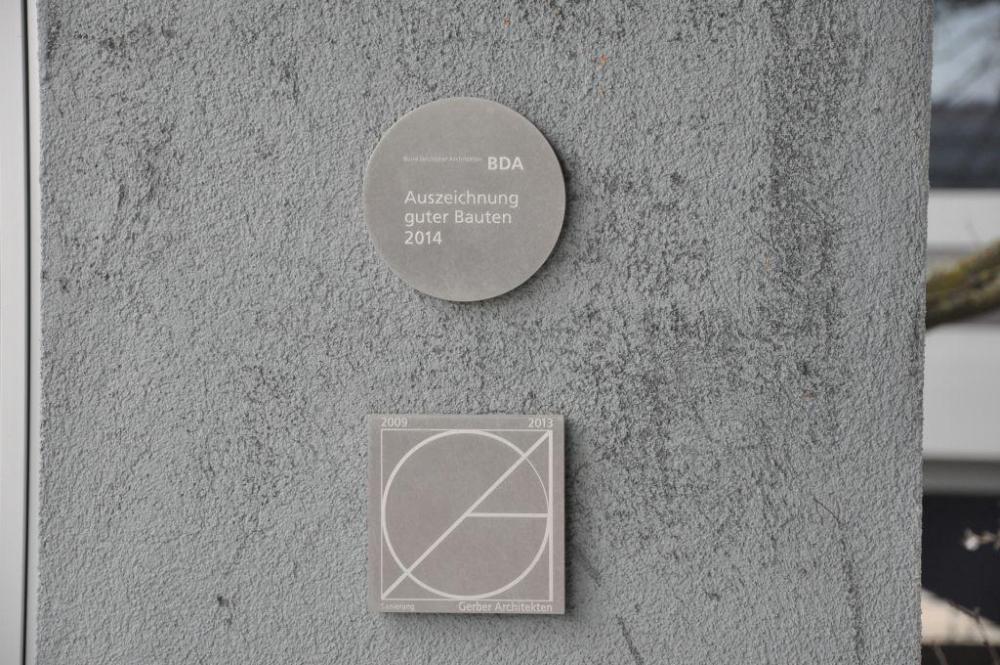 Bund Deutscher Architekten BDA
Auszeichnung
guter Bauten
2014
2009 2013
Sanierung Gerber Architekten